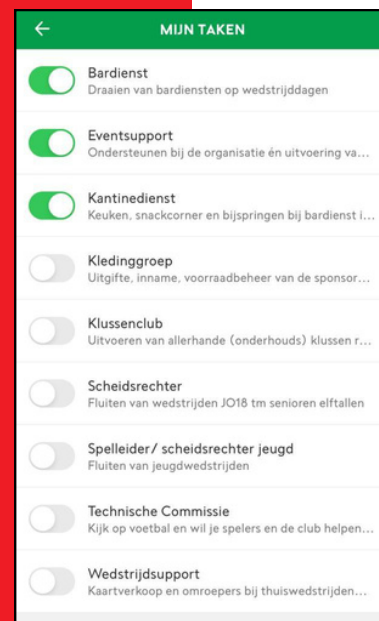 MIJN TAKEN
Bardienst
Draaien van bardiensten op wedstrijddagen
Eventsupport
Ondersteunen bij de organisatie én uitvoering va...
Kantinedienst
Keuken, snackcorner en bijspringen bij bardienst i...
Kledinggroep
Uitgifte, inname, voorraadbeheer van de sponsor...
Klussenclub
Uitvoeren van allerhande (onderhouds) klussen r...
Scheidsrechter
Fluiten van wedstrijden JO18 tm senioren elftallen
Spelleider/ scheidsrechter jeugd
Fluiten van jeugdwedstrijden
Technische Commissie
Kijk op voetbal en wil je spelers en de club helpen...
Wedstrijdsupport
Kaartverkoop en omroepers bij thuiswedstrijden...